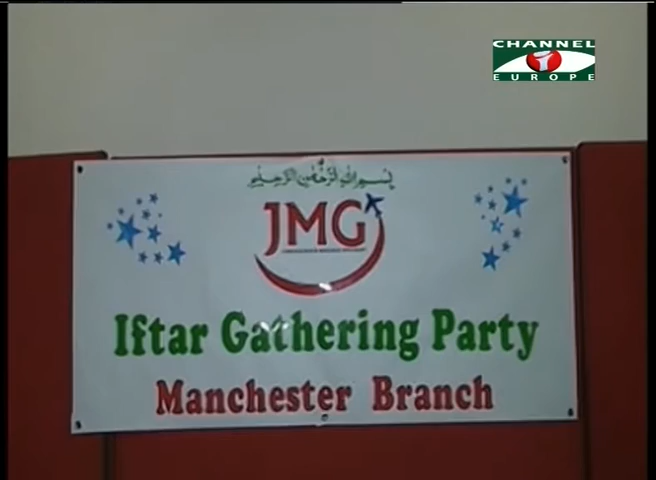 CHANNEL
i
EUROPE
بسم الله الرحمن الرحيم
JMG
Iftar Gathering Party
Manchester Branch